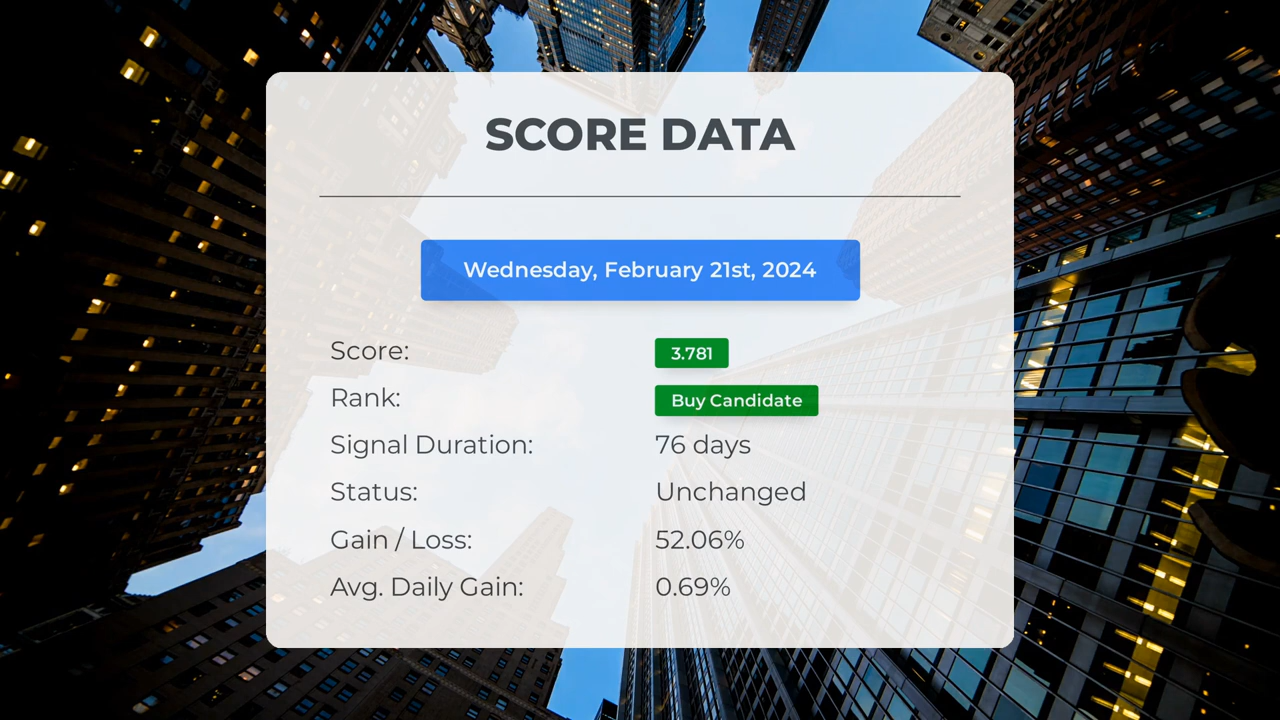 SCORE DATA
Wednesday, February 21st, 2024
Score: 3.781
Rank: Buy Candidate
Signal Duration: 76 days
Status: Unchanged
Gain / Loss: 52.06%
Avg. Daily Gain: 0.69%